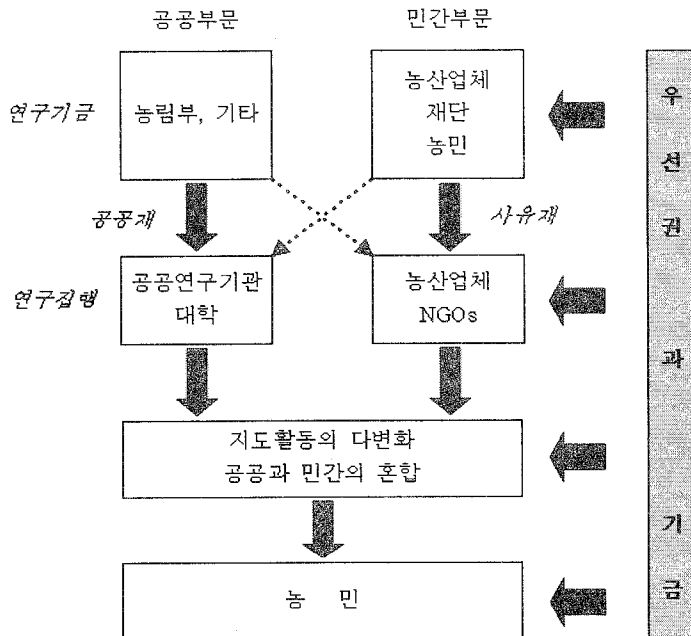 공공부문 민간부문
연구기금
농림부, 기타
농산업체
재단
농민
공공재
사유재
연구집행
공공연구기관
대학
농산업체
NGOs
지도활동의 다변화
공공과 민간의 혼합
농 민
우
선
권
과
기
금